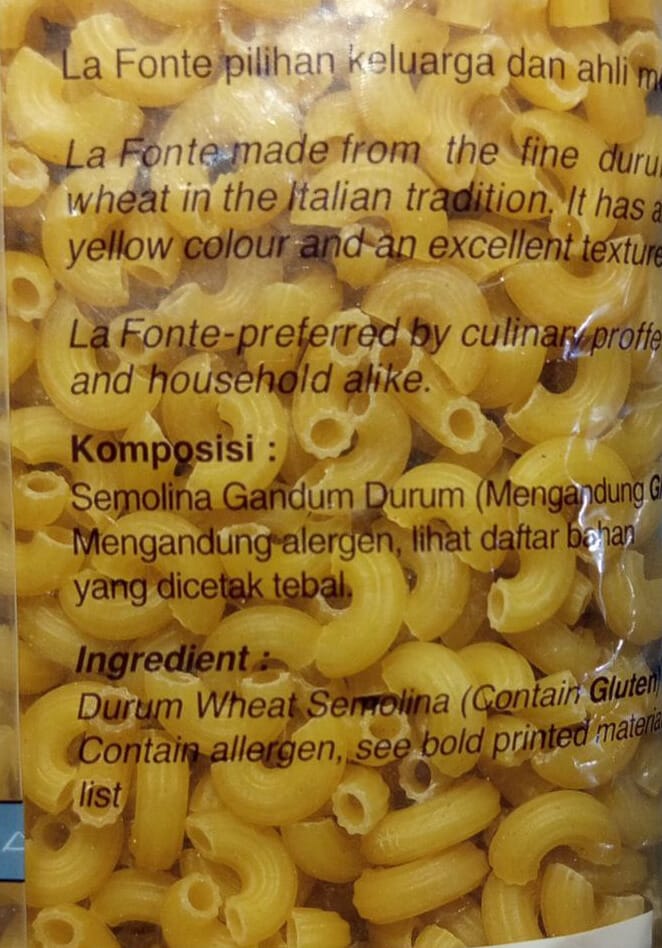 La Fonte pilihan keluarga dan ahli
La Fonte made from the fine
wheat in the Italian tradition. It has a
yellow colour and an excellent texture
La Fonte-preferred by culinary
and household alike.
Komposisi :
Semolina Gandum Durum (Mengandung
Mengandung alergen, lihat daftar bahan
yang dicetak tebal.
Ingredient :
Durum Wheat Semolina (Contain Gluten)
Contain allergen, see bold printed material
list